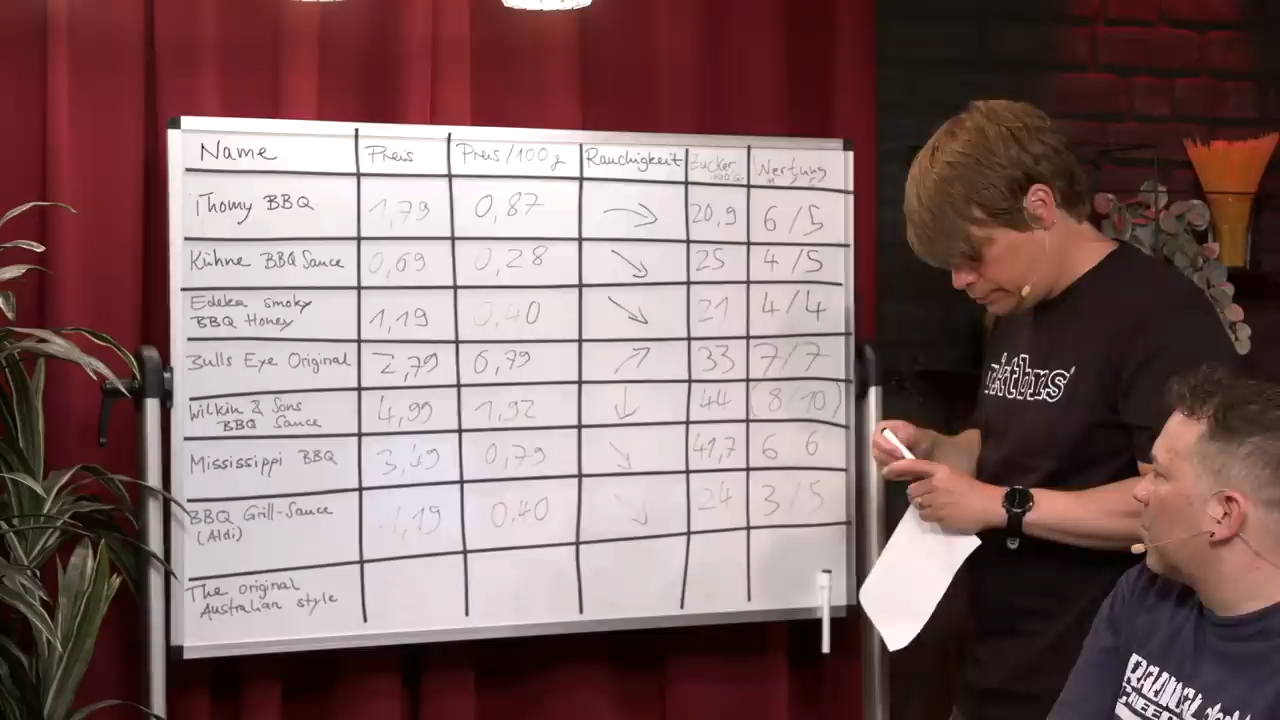 Name Preis Preis/100g Rauchigkeit Zucker Wertung
Thomy BBQ 1,79 0,87 → 20,9 6/5
Kühne BBQ Sauce 0,69 0,28 ↘ 25 4/5
Edeka smoky
BBQ Honey 1,19 0,40 ↘ 21 4/4
Bulls Eye Original 2,79 6,79 ↗ 33 7/7
Wilkin & Sons
BBQ Sauce 4,99 1,92 ↓ 44 (8/10)
Mississippi BBQ 3,49 0,79 ↘ 41,7 6 6
BBQ Grill-Sauce
(Aldi) 1,19 0,40 ↘ 24 3/5
The original
Australian style